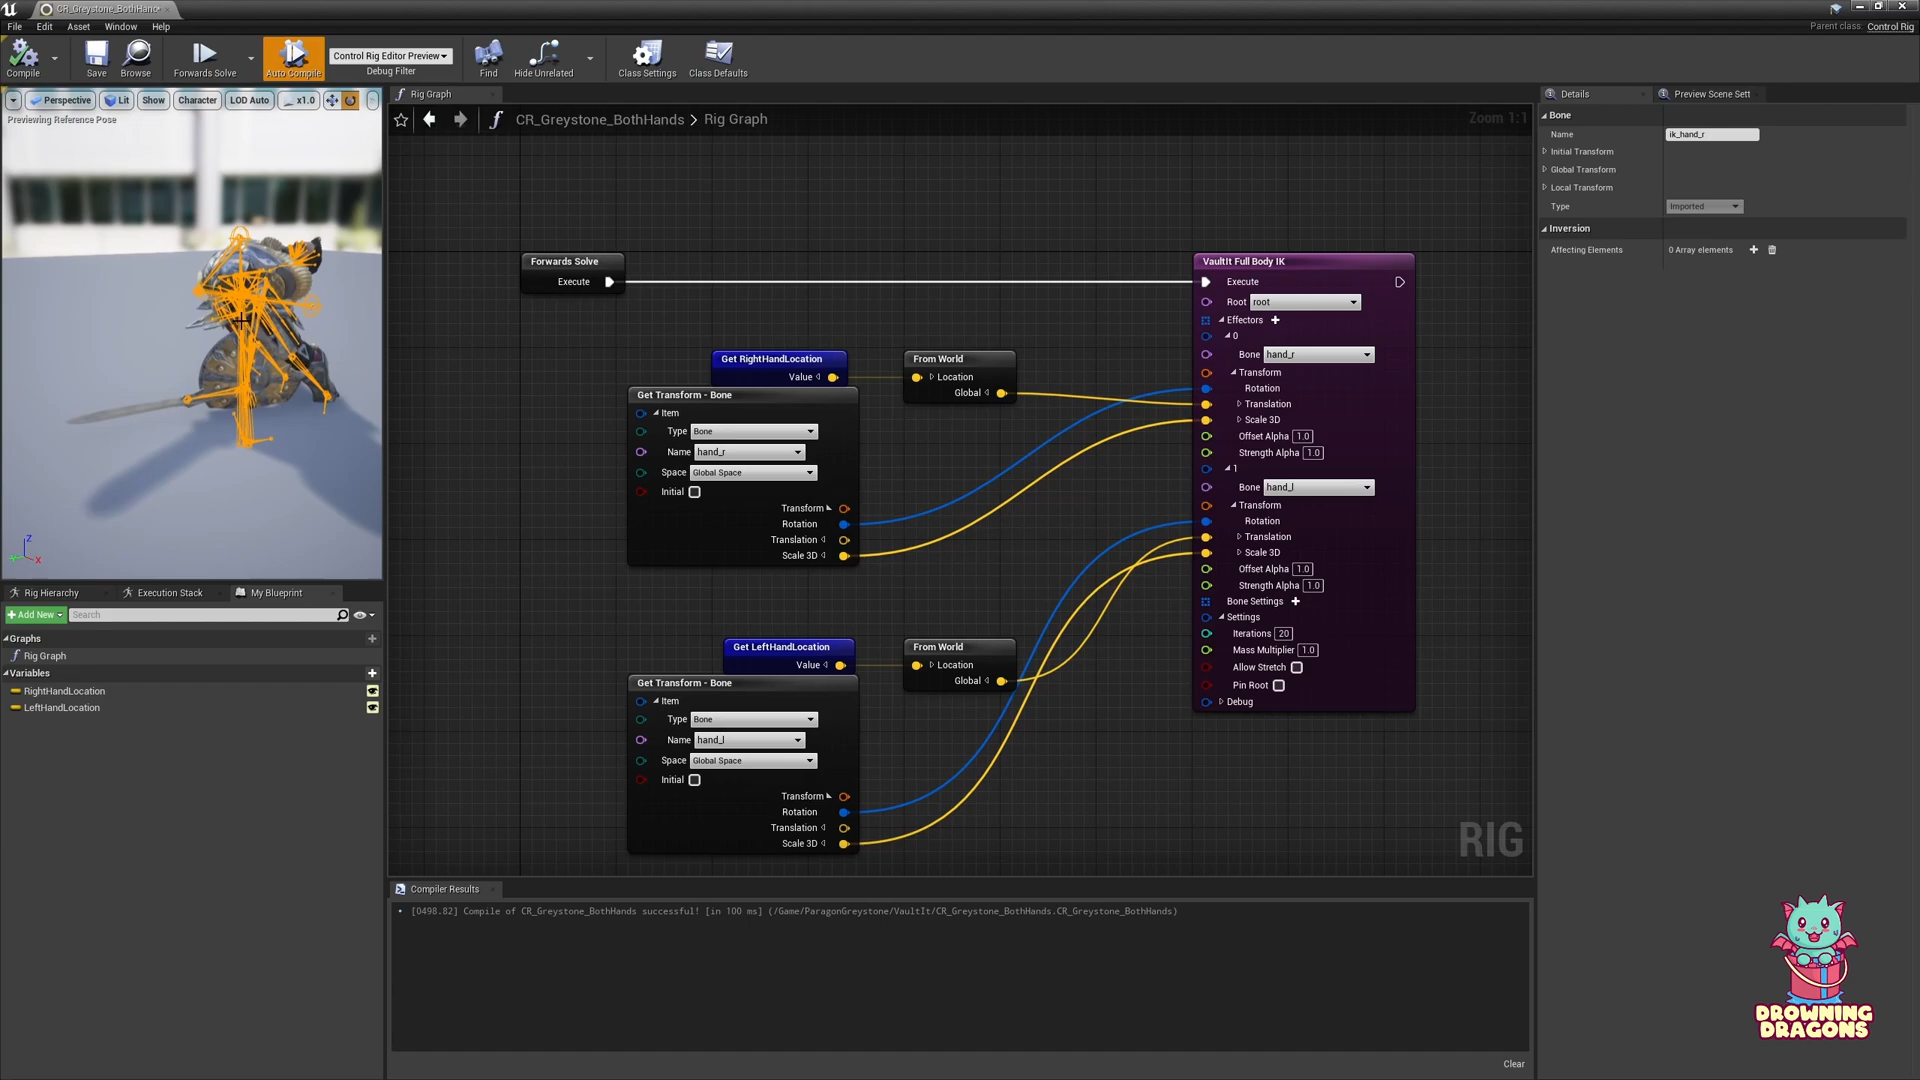 CR_Greystone_BothHands*
File Edit Asset Window Help
Parent class: Control Rig
Compile
Save
Browse
Forwards Solve
Auto Compile
Control Rig Editor Preview
Debug Filter
Find
Hide Unrelated
Class Settings
Class Defaults
Perspective Lit Show Character LOD Auto x1.0
Previewing Reference Pose
Z
X
Rig Graph
CR_Greystone_BothHands > Rig Graph
Zoom 1:1
Forwards Solve
Execute
Get RightHandLocation
Value
From World
Location
Global
Get Transform - Bone
Item
Type Bone
Name hand_r
Space Global Space
Initial
Transform
Rotation
Translation
Scale 3D
Get LeftHandLocation
Value
From World
Location
Global
Get Transform - Bone
Item
Type Bone
Name hand_l
Space Global Space
Initial
Transform
Rotation
Translation
Scale 3D
VaultIt Full Body IK
Execute
Root root
Effectors
0
Bone hand_r
Transform
Rotation
Translation
Scale 3D
Offset Alpha 1.0
Strength Alpha 1.0
1
Bone hand_l
Transform
Rotation
Translation
Scale 3D
Offset Alpha 1.0
Strength Alpha 1.0
Bone Settings
Settings
Iterations 20
Mass Multiplier 1.0
Allow Stretch
Pin Root
Debug
RIG
Rig Hierarchy Execution Stack My Blueprint
Add New Search
Graphs
Rig Graph
Variables
RightHandLocation
LeftHandLocation
Compiler Results
[0498.82] Compile of CR_Greystone_BothHands successful! [in 100 ms] (/Game/ParagonGreystone/VaultIt/CR_Greystone_BothHands.CR_Greystone_BothHands)
Clear
Details Preview Scene Sett
Bone
Name ik_hand_r
Initial Transform
Global Transform
Local Transform
Type Imported
Inversion
Affecting Elements 0 Array elements
DROWNING
DRAGONS